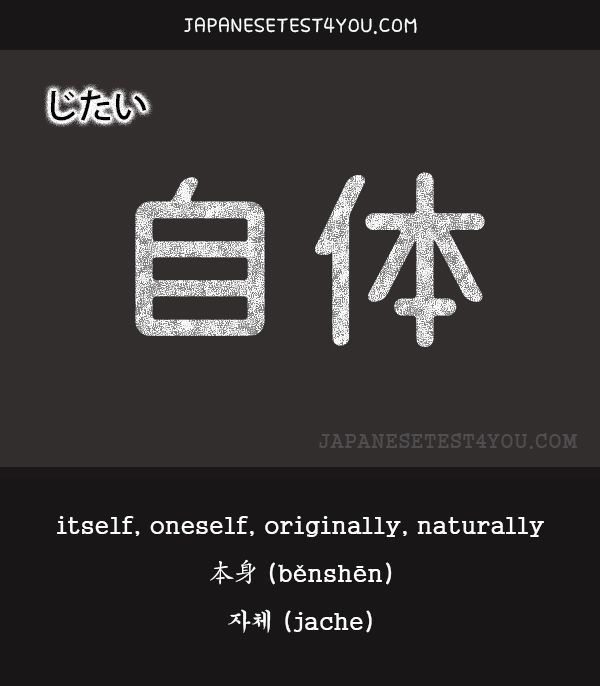 JAPANESETEST4YOU.COM
じたい
自体
JAPANESETEST4YOU.COM
itself, oneself, originally, naturally
本身 (běnshēn)
자체 (jache)